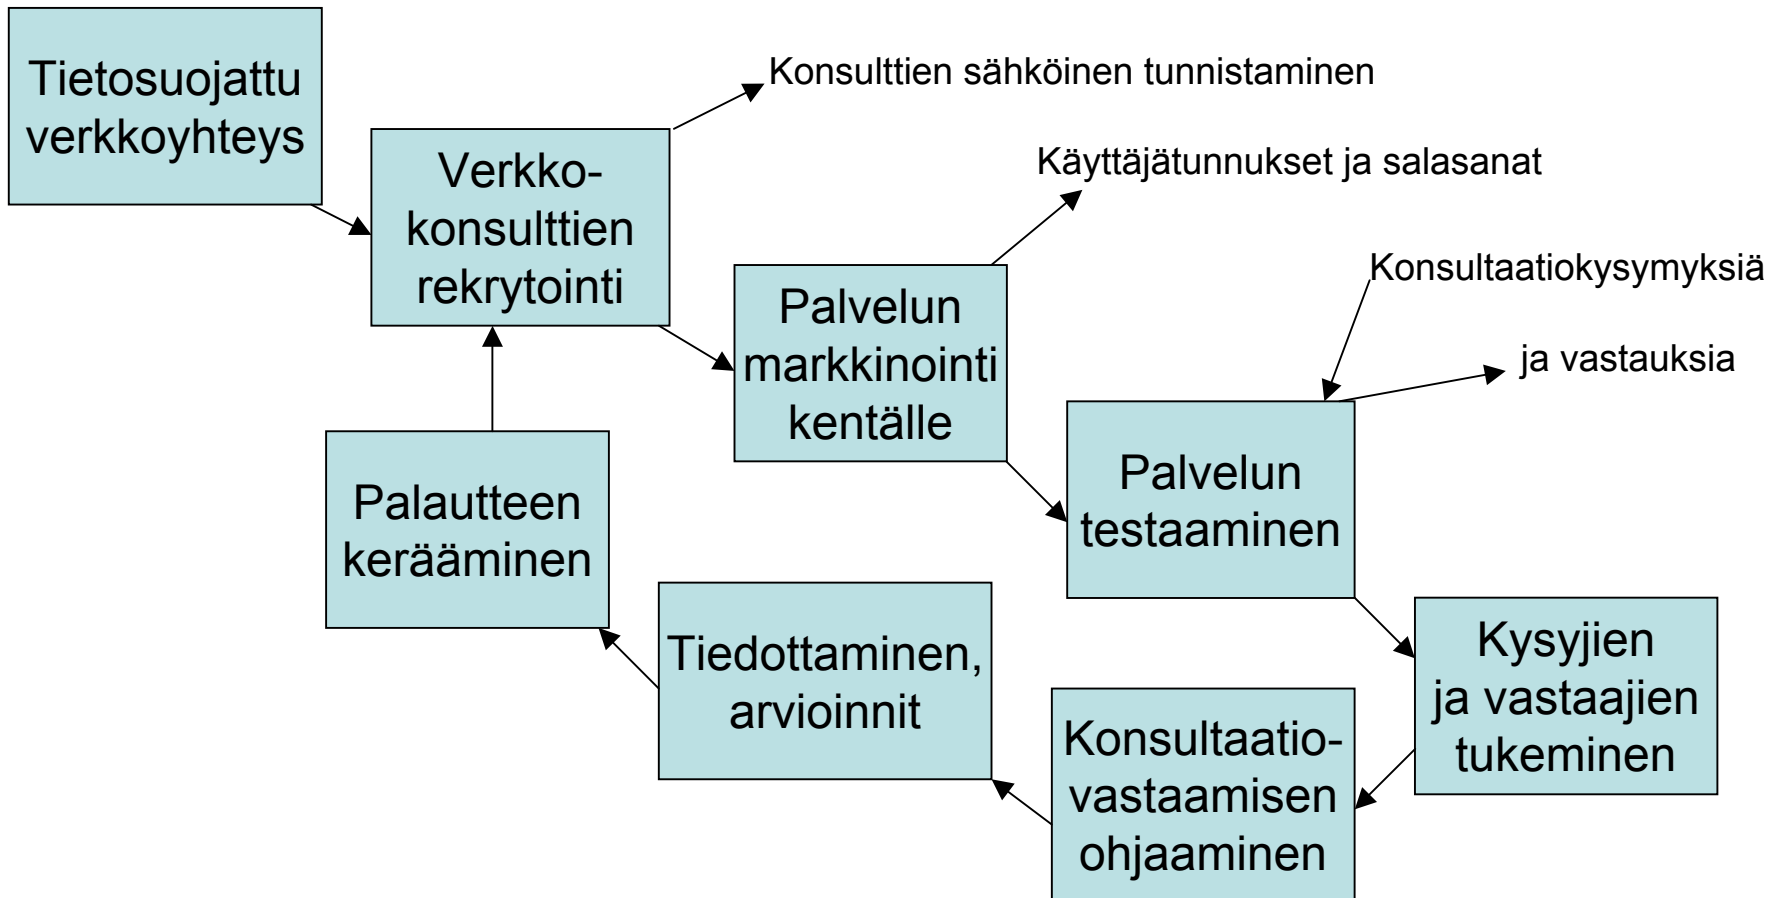 Tietosuojattu
verkkoyhteys
Konsulttien sähköinen tunnistaminen
Verkko-
konsulttien
rekrytointi
Käyttäjätunnukset ja salasanat
Palvelun
markkinointi
kentälle
Konsultaatiokysymyksiä
ja vastauksia
Palvelun
testaaminen
Kysyjien
ja vastaajien
tukeminen
Konsultaatio-
vastaamisen
ohjaaminen
Tiedottaminen,
arvioinnit
Palautteen
kerääminen